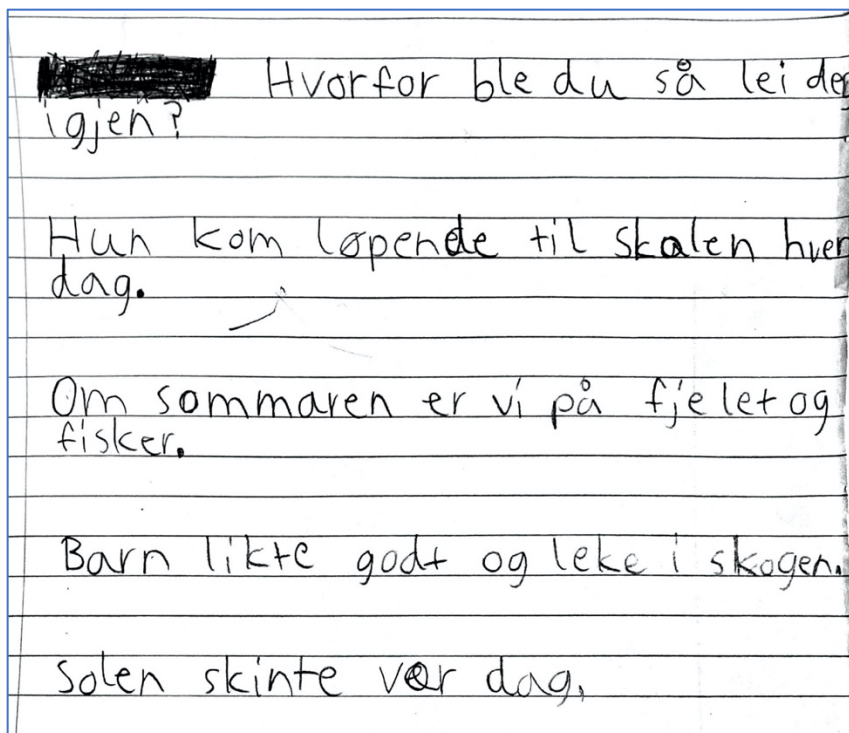 Hvorfor ble du så lei deg
igjen?
Hun kom løpende til skolen hver
dag.
Om sommaren er vi på fjelet og
fisker.
Barn likte godt og leke i skogen.
Solen skinte vær dag.